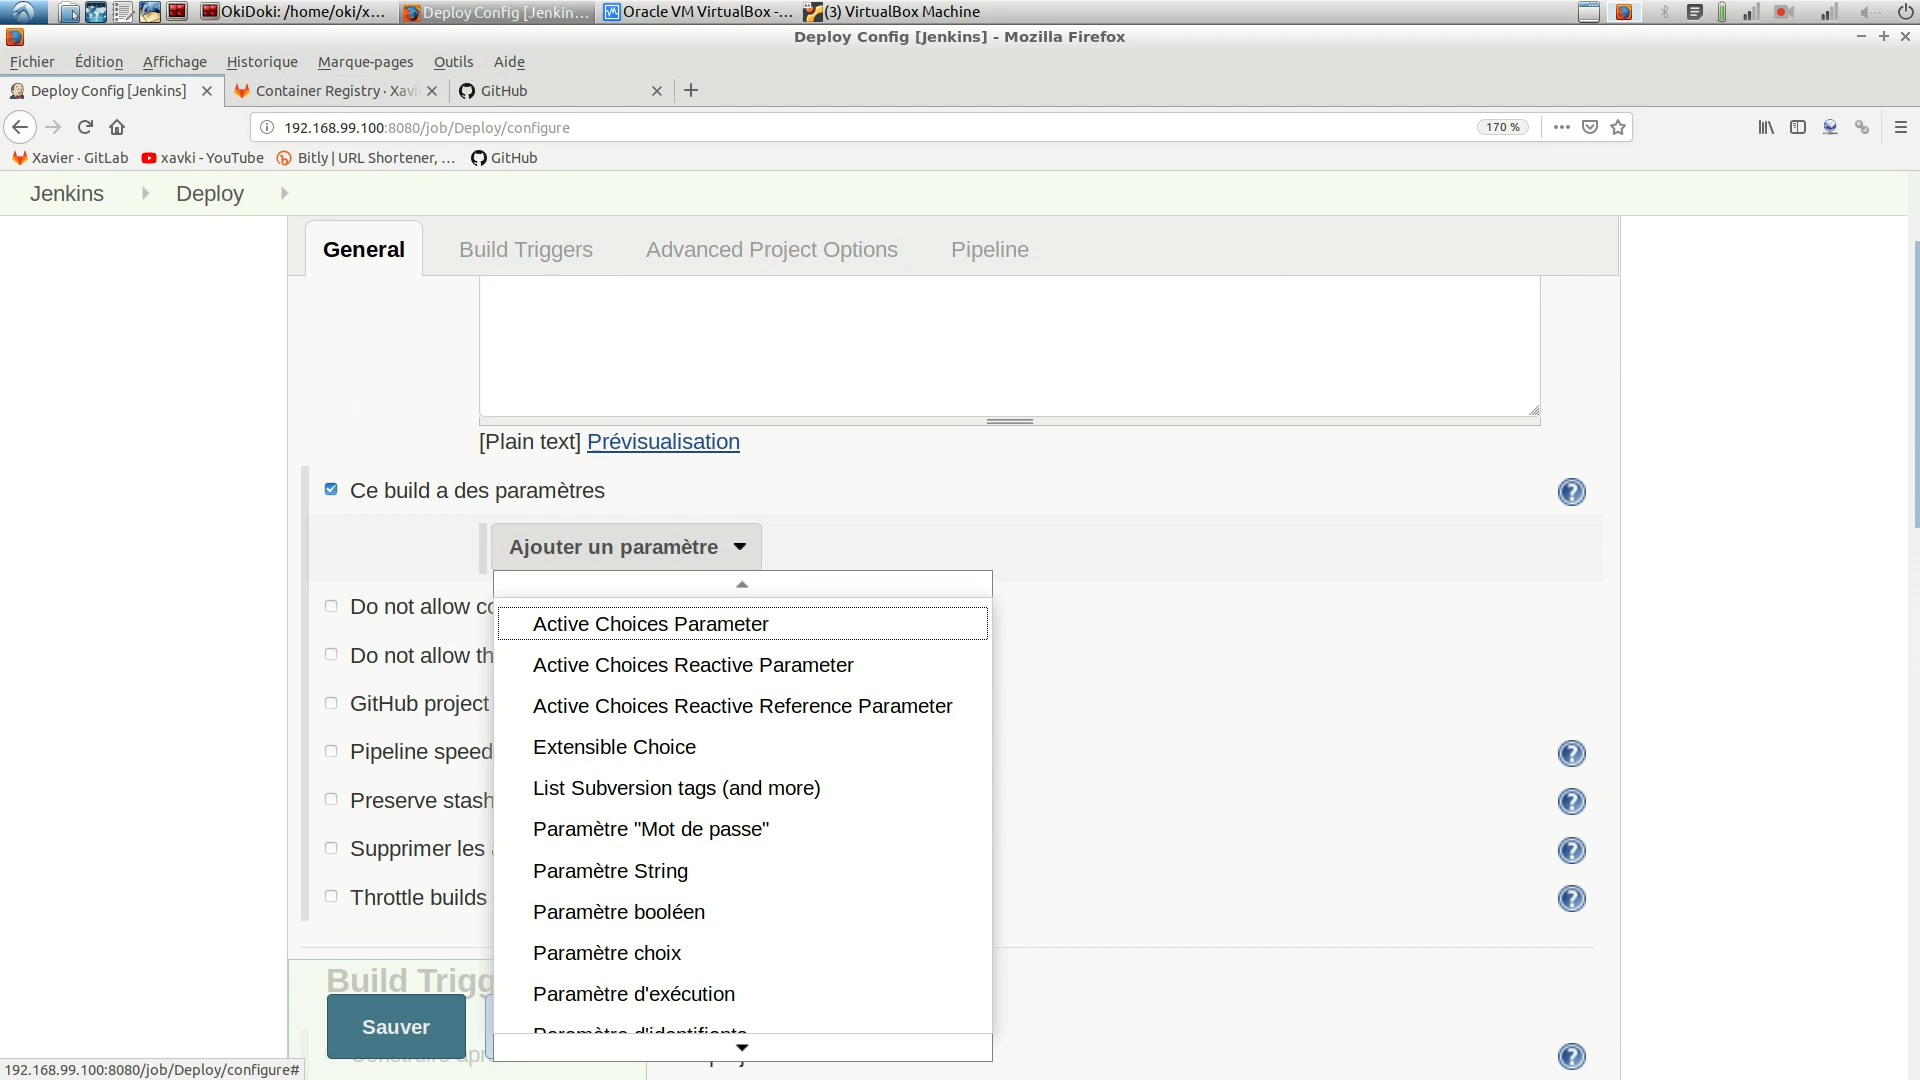 OkiDoki: /home/oki/x...
Deploy Config [Jenkin...
Oracle VM VirtualBox -...
(3) VirtualBox Machine
Deploy Config [Jenkins] - Mozilla Firefox
Fichier Édition Affichage Historique Marque-pages Outils Aide
Deploy Config [Jenkins]
Container Registry · Xavi
GitHub
192.168.99.100:8080/job/Deploy/configure
170 %
Xavier · GitLab
xavki - YouTube
Bitly | URL Shortener, ...
GitHub
Jenkins
Deploy
General
Build Triggers
Advanced Project Options
Pipeline
[Plain text] Prévisualisation
Ce build a des paramètres
Ajouter un paramètre
Do not allow
Do not allow
GitHub project
Pipeline speed
Preserve stash
Supprimer les
Throttle builds
Active Choices Parameter
Active Choices Reactive Parameter
Active Choices Reactive Reference Parameter
Extensible Choice
List Subversion tags (and more)
Paramètre "Mot de passe"
Paramètre String
Paramètre booléen
Paramètre choix
Paramètre d'exécution
Build Trigg
Sauver
192.168.99.100:8080/job/Deploy/configure#